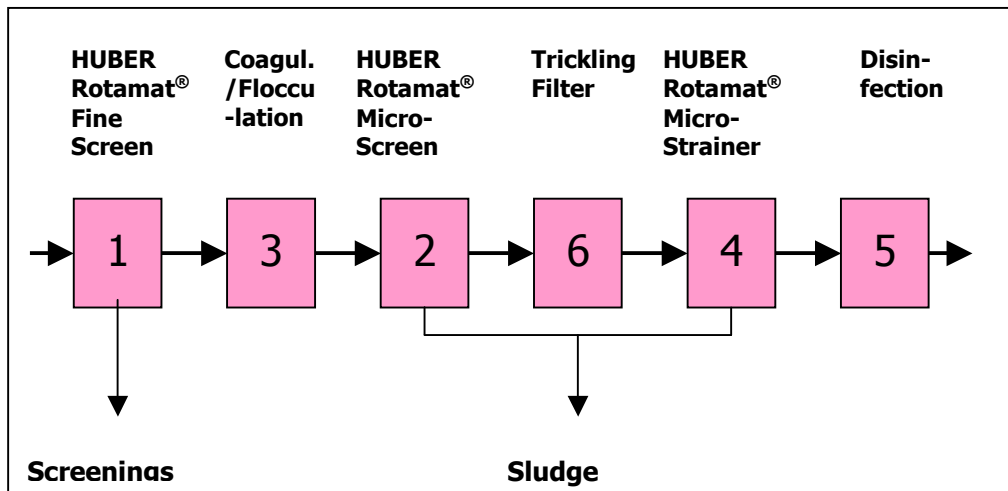 HUBER
Rotamat®
Fine
Screen
Coagul.
/Floccu
-lation
HUBER
Rotamat®
Micro-
Screen
Trickling
Filter
HUBER
Rotamat®
Micro-
Strainer
Disin-
fection
1
3
2
6
4
5
Screenings
Sludge